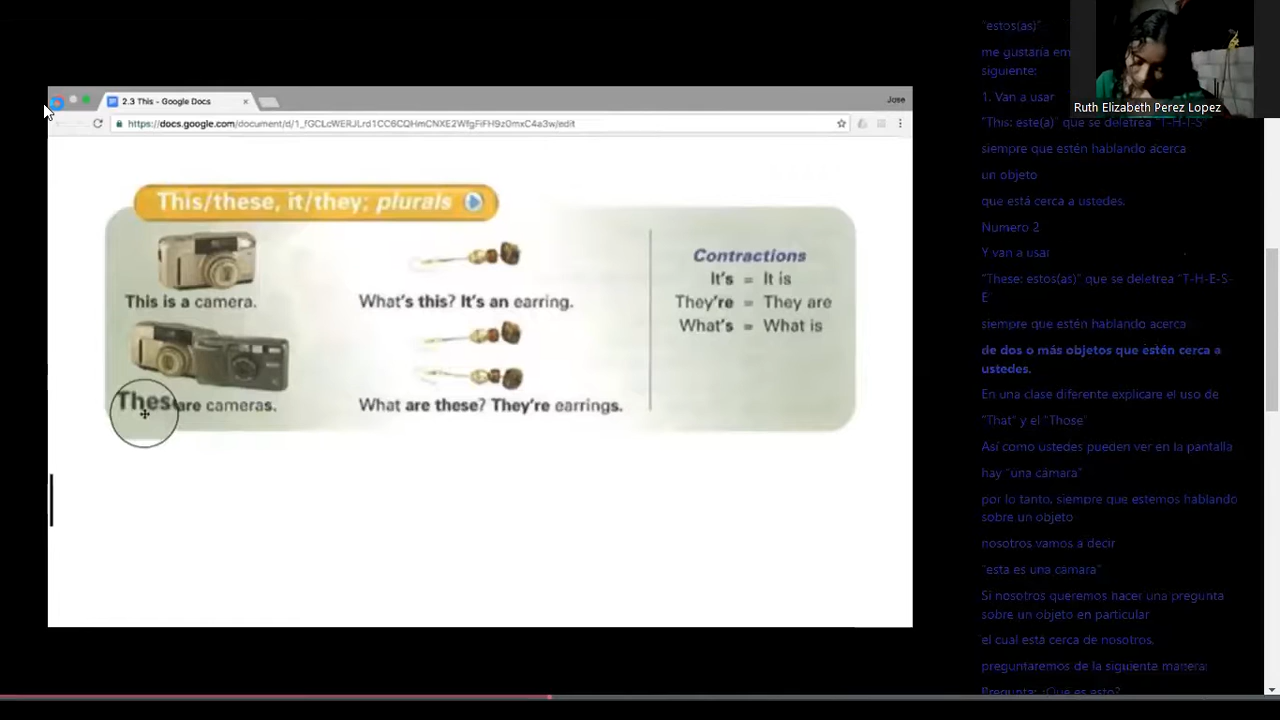 2.3 This - Google Docs
Jose
https://docs.google.com/document/d/1_fGCLcWERJLrd1CC6CQHmCNXE2WfgFiFH9z0mxC4a3w/edit
This/these, it/they; plurals
This is a camera.
These are cameras.
What's this? It's an earring.
What are these? They're earrings.
Contractions
It's = It is
They're = They are
What's = What is
Ruth Elizabeth Perez Lopez
"estos(as)"
me gustaría
siguiente:
1. Van a usar
"This: este(a)" que se deletrea "T-H-I-S"
siempre que estén hablando acerca
un objeto
que está cerca a ustedes.
Numero 2
Y van a usar
"These: estos(as)" que se deletrea "T-H-E-S-
E"
siempre que estén hablando acerca
de dos o más objetos que estén cerca a
ustedes.
En una clase diferente explicare el uso de
"That" y el "Those"
Así como ustedes pueden ver en la pantalla
hay "una cámara"
por lo tanto, siempre que estemos hablando
sobre un objeto
nosotros vamos a decir
"esta es una camara"
Si nosotros queremos hacer una pregunta
sobre un objeto en particular
el cual está cerca de nosotros,
preguntaremos de la siguiente manera:
Pregunta: ¿Que es esto?